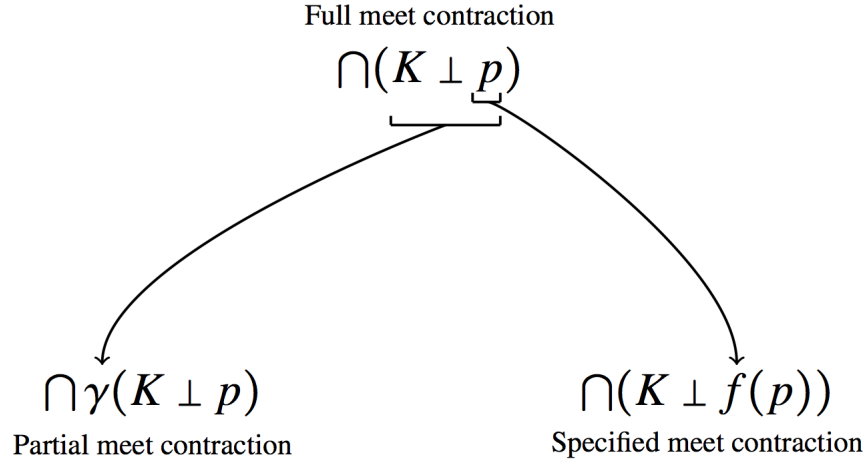 Full meet contraction
⋂(K ⊥ p)
⋂γ(K ⊥ p)
Partial meet contraction
⋂(K ⊥ f(p))
Specified meet contraction